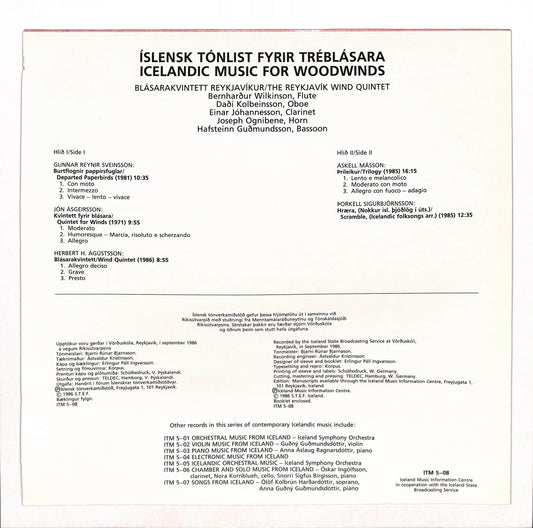 ÍSLENSK TÓNLIST FYRIR TRÉBLÁSARA
ICELANDIC MUSIC FOR WOODWINDS
BLÁSARAKVINTETT REYKJAVÍKUR/THE REYKJAVÍK WIND QUINTET
Bernharður Wilkinson, Flute
Daði Kolbeinsson, Oboe
Einar Jóhannesson, Clarinet
Joseph Ognibene, Horn
Hafsteinn Guðmundsson, Bassoon
Hlið I/Side I
GUNNAR REYNIR SVEINSSON:
Burtflognir pappírsfuglar/
Departed Paperbirds (1981) 10:35
1. Con moto
2. Intermezzo
3. Vivace – lento – vivace
JÓN ÁSGEIRSSON:
Kvintett fyrir blásara/
Quintet for Winds (1971) 9:55
1. Moderato
2. Humoresque – Marcia, risoluto e scherzando
3. Allegro
HERBERT H. ÁGÚSTSSON:
Blásarakvintett/Wind Quintet (1986) 8:55
1. Allegro deciso
2. Grave
3. Presto
Hlið II/Side II
ÁSKELL MÁSSON:
Þríleikur/Trilogy (1985) 16:15
1. Lento e melancolico
2. Moderato con moto
3. Allegro con fuoco – adagio
ÞORKELL SIGURBJÖRNSSON:
Hræra, (Nokkur ísl. þjóðlög í úts.)/
Scramble, (Icelandic folksongs arr.) (1985) 12:35
Íslensk tónverkamiðstöð gefur þessa hljómplötu út í samvinnu við
Ríkisútvarpið með stuðningi frá Menntamálaráðuneytinu og Tónskáldasjóði
Ríkisútvarpsins. Sérstakar þakkir eru færðar stjórn Vörðuskóla
og öðrum þeim sem stutt hafa útgáfuna.
Upptökur voru gerðar í Vörðuskóla, Reykjavík, í september 1986
á vegum Ríkisútvarpsins
Tónmeistari: Bjarni Rúnar Bjarnason.
Tæknimaður: Ástvaldur Kristinsson.
Kápa og bæklingur: Erlingur Páll Ingvarsson.
Setning og filmuvinna: Korpus.
Prentun kápu og plötumiða: Schüthedruck, W. Þýskalandi.
Skurður og pressun: TELDEC, Hamburg, V. Þýskalandi.
Útgáfa: Handrit í fórum Íslenskrar tónverkamiðstöðvar.
Ⓟ Íslensk tónverkamiðstöð, Freyjugata 1, 101 Reykjavík.
© 1986 S.T.E.F.
Bæklingur fylgir.
ITM 5–08
Recorded by the Iceland State Broadcasting Service at Vörðuskóli,
Reykjavík, in September 1986.
Tonmeister: Bjarni Rúnar Bjarnason.
Recording engineer: Ástvaldur Kristinsson.
Designer of sleeve and booklet: Erlingur Páll Ingvarsson.
Typesetting and repro: Korpus.
Printing of sleeve and labels: Schüthedruck, W. Germany.
Cutting, mastering and pressing: TELDEC, Hamburg, W. Germany.
Edition: Manuscripts available through the Iceland Music Information Centre, Freyjugata 1,
101 Reykjavík, Iceland.
Ⓟ Iceland Music Information Centre.
© 1986 S.T.E.F. Iceland.
Booklet enclosed.
ITM 5–08
Other records in this series of contemporary Icelandic music include:
ITM 5–01 ORCHESTRAL MUSIC FROM ICELAND – Iceland Symphony Orchestra
ITM 5–02 VIOLIN MUSIC FROM ICELAND – Guðný Guðmundsdóttir, violin
ITM 5–03 PIANO MUSIC FROM ICELAND – Anna Áslaug Ragnarsdóttir, piano
ITM 5–04 ELECTRONIC MUSIC FROM ICELAND
ITM 5–05 ICELANDIC ORCHESTRAL MUSIC – Iceland Symphony Orchestra
ITM 5–06 CHAMBER AND SOLO MUSIC FROM ICELAND – Óskar Ingólfsson,
clarinet, Nora Kornblueh, cello, Snorri Sigfús Birgisson, piano
ITM 5–07 SONGS FROM ICELAND – Ólöf Kolbrún Harðardóttir, soprano,
Anna Guðný Guðmundsdóttir, piano
ITM 5–08
Iceland Music Information Centre
in cooperation with the Iceland State
Broadcasting Service